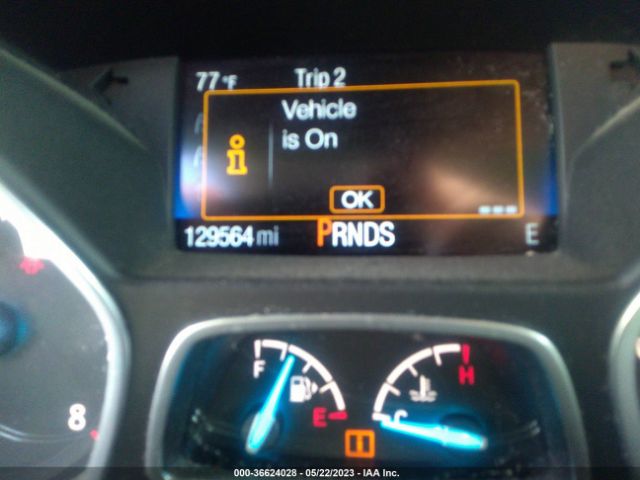 77 °F Trip 2
Vehicle
is On
OK
---
129564 mi PRNDS E
F E
H
C
8
000-36624028 - 05/22/2023 - IAA Inc.